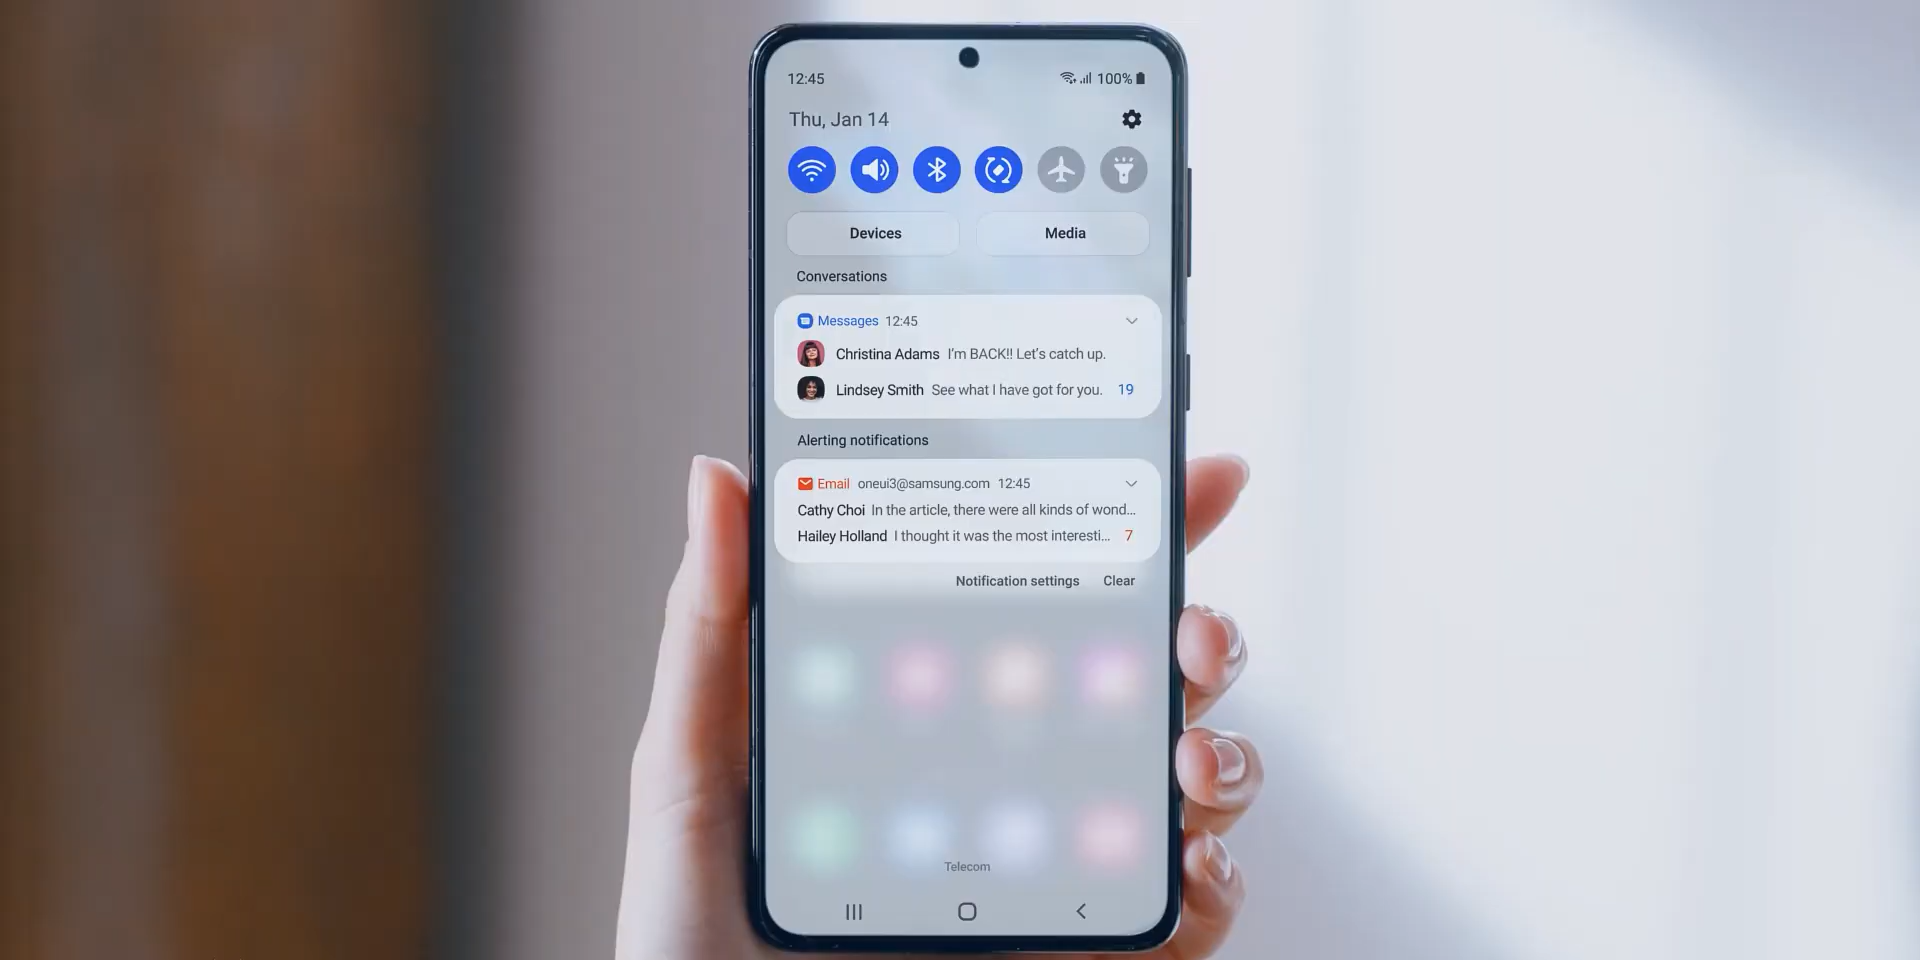 12:45 100%
Thu, Jan 14
Devices Media
Conversations
Messages 12:45
Christina Adams I'm BACK!! Let's catch up.
Lindsey Smith See what I have got for you. 19
Alerting notifications
Email oneui3@samsung.com 12:45
Cathy Choi In the article, there were all kinds of wond...
Hailey Holland I thought it was the most interesti... 7
Notification settings Clear
Telecom